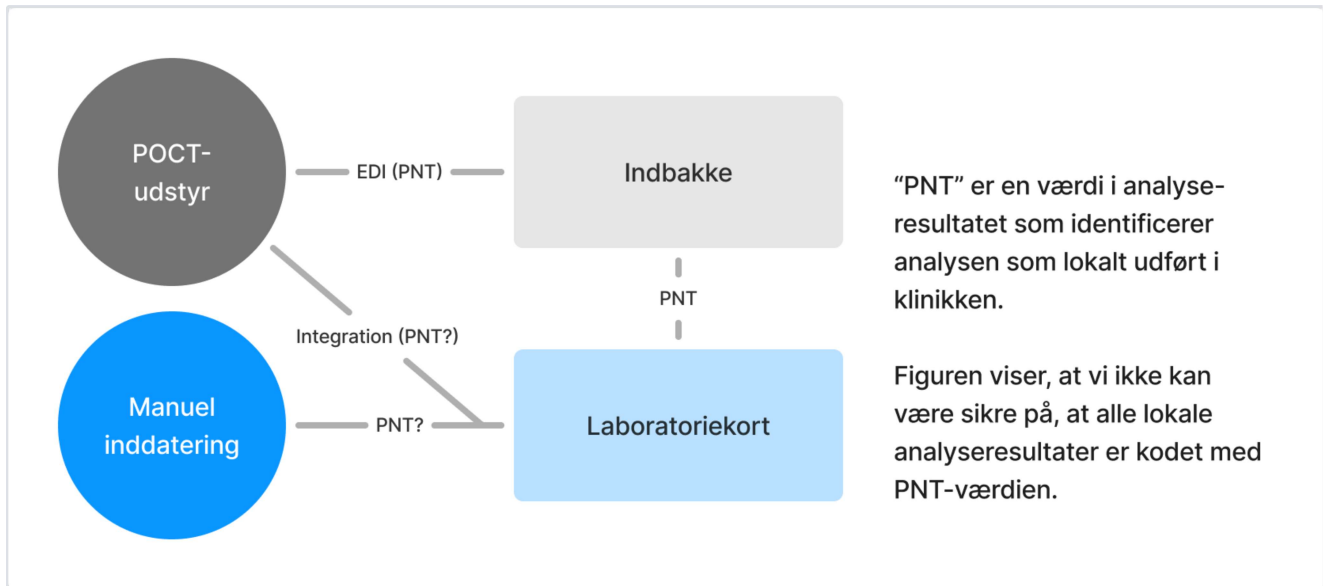 POCT-
udstyr
EDI (PNT)
Indbakke
PNT
Integration (PNT?)
Manuel
inddatering
PNT?
Laboratoriekort
“PNT” er en værdi i analyse-
resultatet som identificerer
analysen som lokalt udført i
klinikken.
Figuren viser, at vi ikke kan
være sikre på, at alle lokale
analyseresultater er kodet med
PNT-værdien.